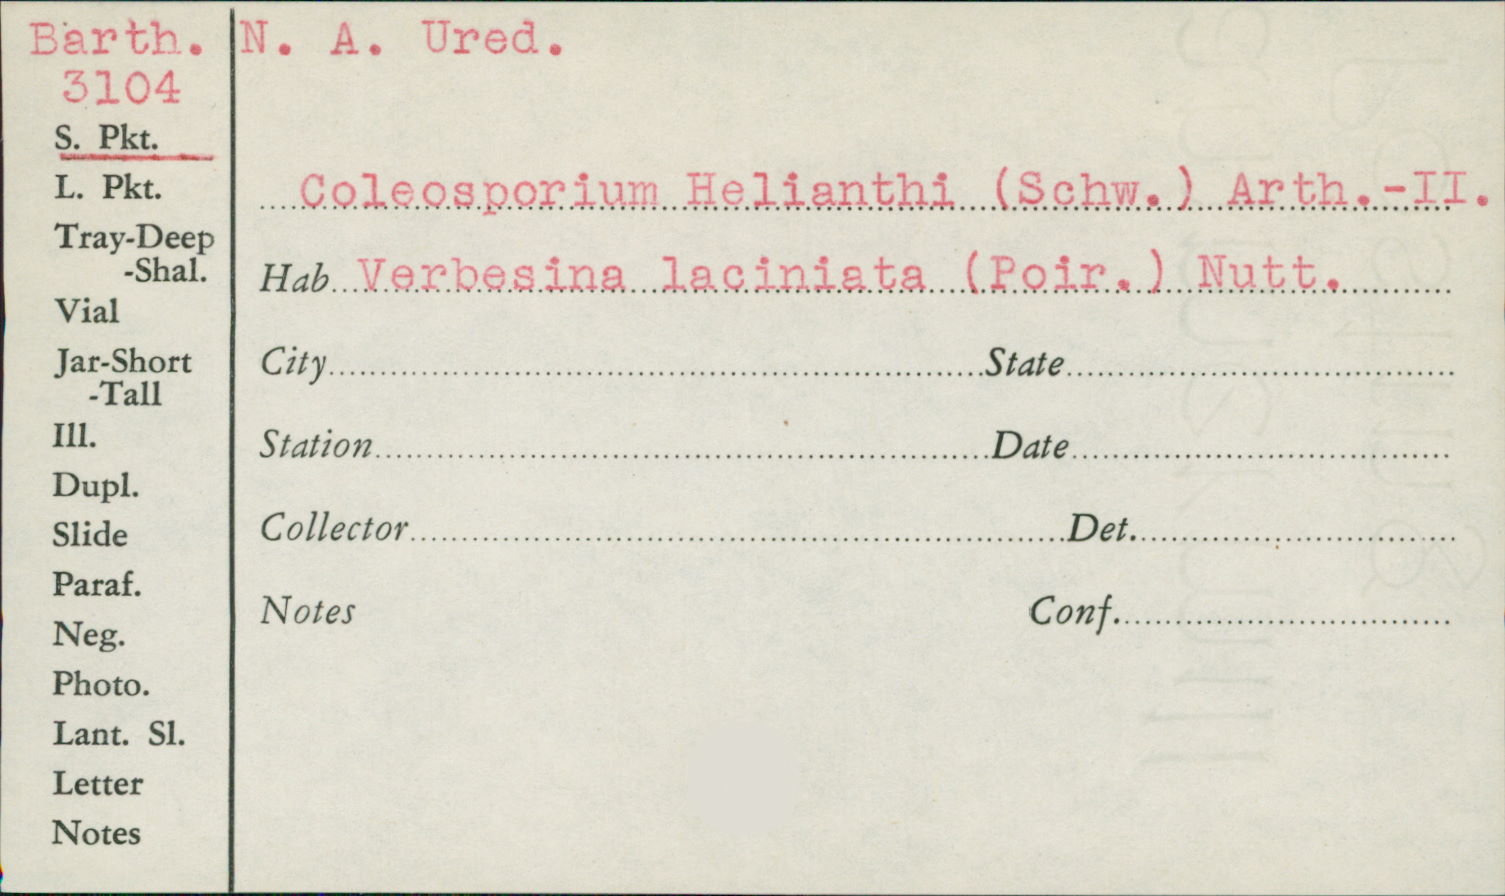 Barth. N. A. Ured.
3104
S. Pkt.
L. Pkt.
Tray-Deep
-Shal.
Vial
Jar-Short
-Tall
Ill.
Dupl.
Slide
Paraf.
Neg.
Photo.
Lant. Sl.
Letter
Notes
Coleosporium Helianthi (Schw.) Arth.-II.
Hab Verbesina laciniata (Poir.) Nutt.
City State
Station Date
Collector Det.
Notes Conf.